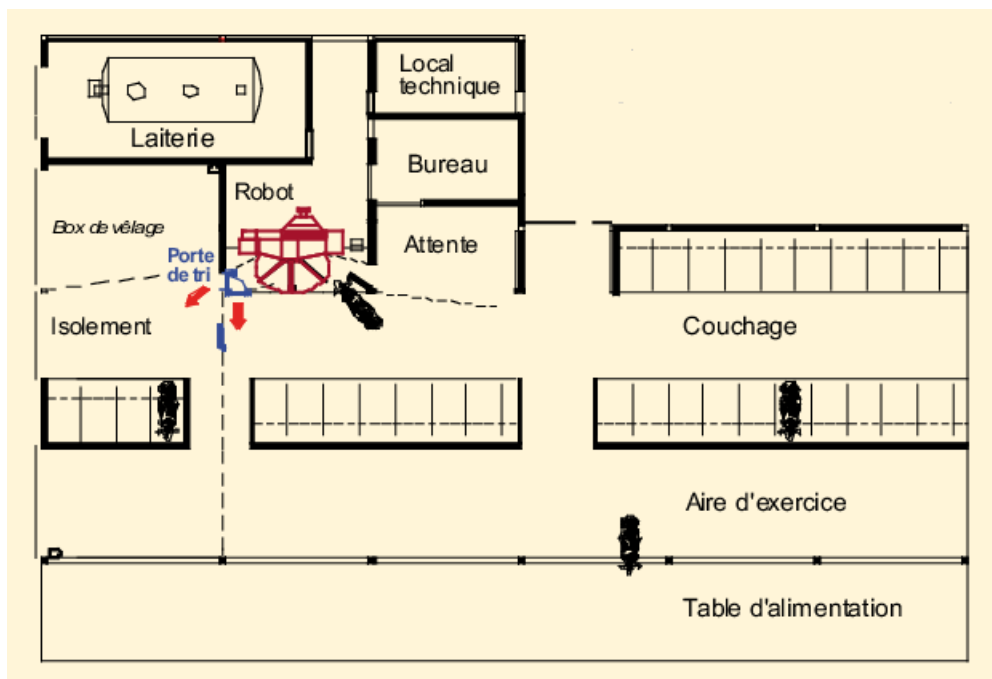 Local
technique
Laiterie
Bureau
Robot
Box de vêlage
Attente
Porte
de tri
Isolement
Couchage
Aire d'exercice
Table d'alimentation